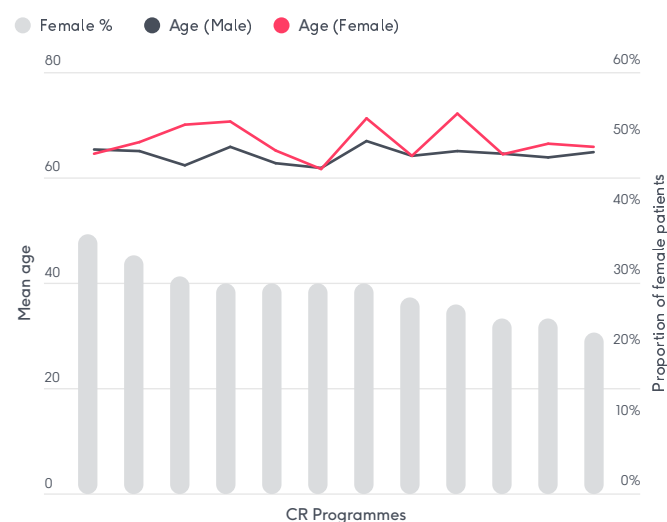 Female %
Age (Male)
Age (Female)
80
60
40
20
0
Mean age
60%
50%
40%
30%
20%
10%
0%
Proportion of female patients
CR Programmes